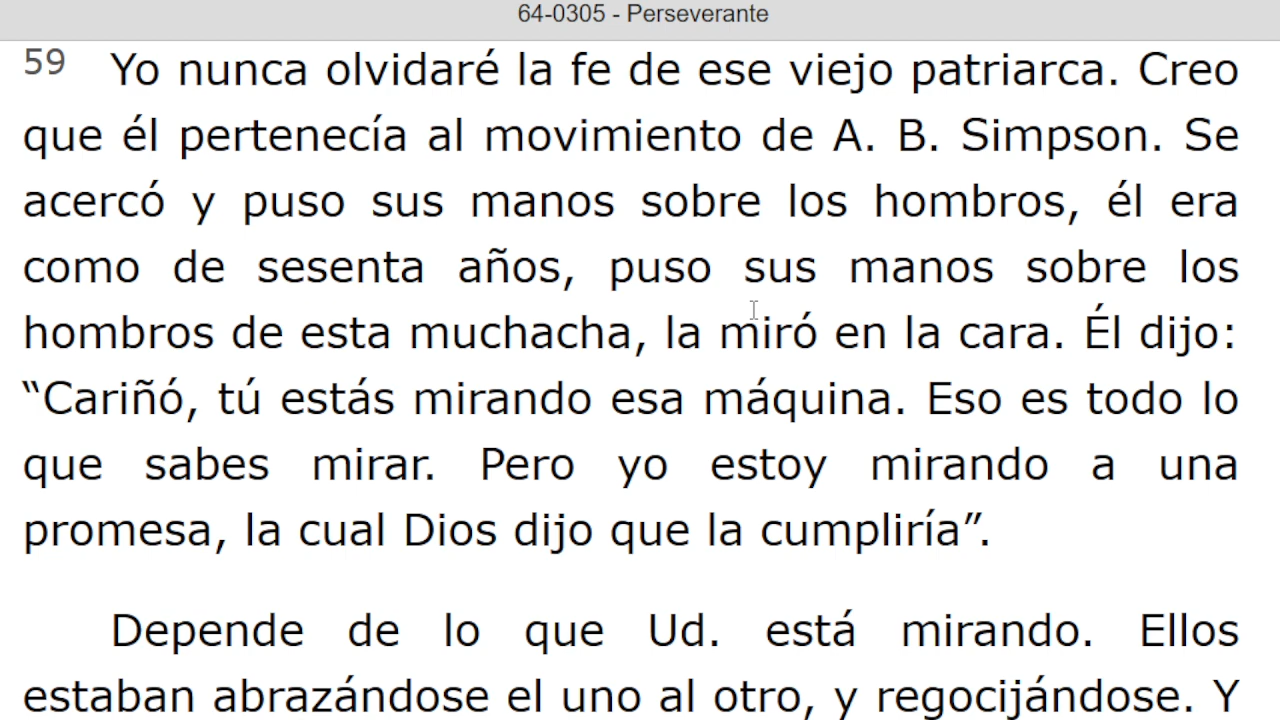 64-0305 - Perseverante
59 Yo nunca olvidaré la fe de ese viejo patriarca. Creo
que él pertenecía al movimiento de A. B. Simpson. Se
acercó y puso sus manos sobre los hombros, él era
como de sesenta años, puso sus manos sobre los
hombros de esta muchacha, la miró en la cara. Él dijo:
“Cariñó, tú estás mirando esa máquina. Eso es todo lo
que sabes mirar. Pero yo estoy mirando a una
promesa, la cual Dios dijo que la cumpliría”.
Depende de lo que Ud. está mirando. Ellos
estaban abrazándose el uno al otro, y regocijándose. Y